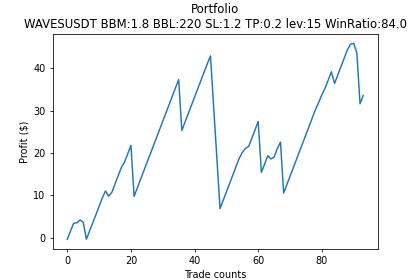 Portfolio
WAVESUSDT BBM:1.8 BBL:220 SL:1.2 TP:0.2 lev:15 WinRatio:84.0
Profit ($)
40
30
20
10
0
0 20 40 60 80
Trade counts